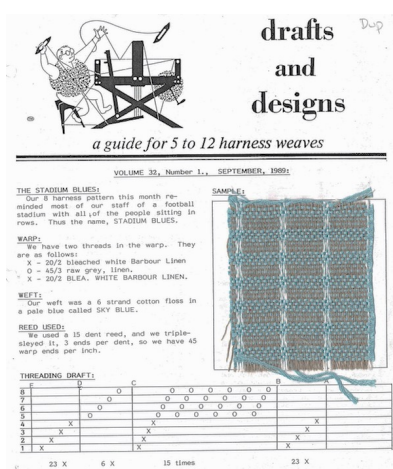 Dup
drafts
and
designs
a guide for 5 to 12 harness weaves
VOLUME 32, Number 1., SEPTEMBER, 1989:
THE STADIUM BLUES:
Our 8 harness pattern this month re-
minded most of our staff of a football
stadium with all of the people sitting in
rows. Thus the name, STADIUM BLUES.
WARP:
We have two threads in the warp. They
are as follows:
X - 20/2 bleached white Barbour Linen
O - 45/3 raw grey, linen.
X - 20/2 BLEA. WHITE BARBOUR LINEN.
WEFT:
Our weft was a 6 strand cotton floss in
a pale blue called SKY BLUE.
REED USED:
We used a 15 dent reed, and we triple-
sleyed it, 3 ends per dent, so we have 45
warp ends per inch.
SAMPLE:
THREADING DRAFT:
E D C B A
8 O O O O O O O
7 O O O O O O O
6 O O O O O O O
5 O O O O O O O
4 X X X
3 X X X
2 X X X
1 X X X
23 X 6 X 15 times 23 X